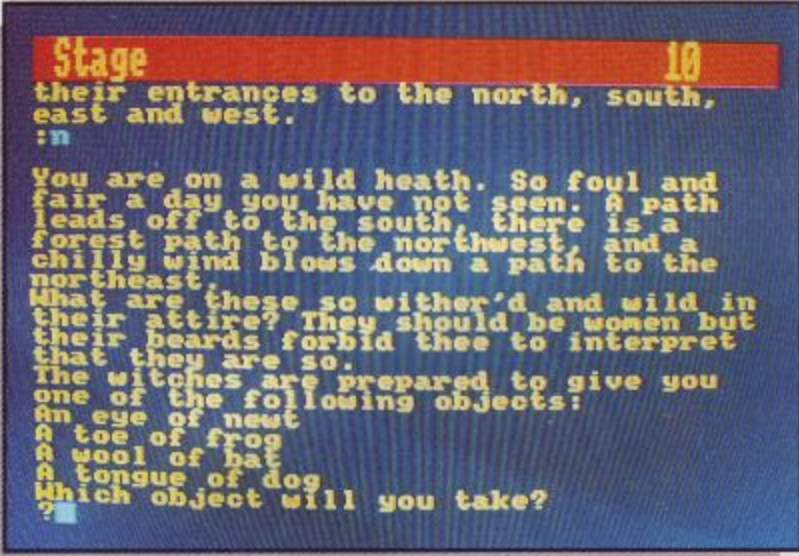 Stage 10
their entrances to the north, south,
east and west.
:n
You are on a wild heath. So foul and
fair a day you have not seen. A path
leads off to the south, there is a
forest path to the northwest, and a
chilly wind blows down a path to the
northeast.
What are these so wither'd and wild in
their attire? They should be women but
their beards forbid thee to interpret
that they are so.
The witches are prepared to give you
one of the following objects:
An eye of newt
A toe of frog
A wool of bat
A tongue of dog
Which object will you take?
?